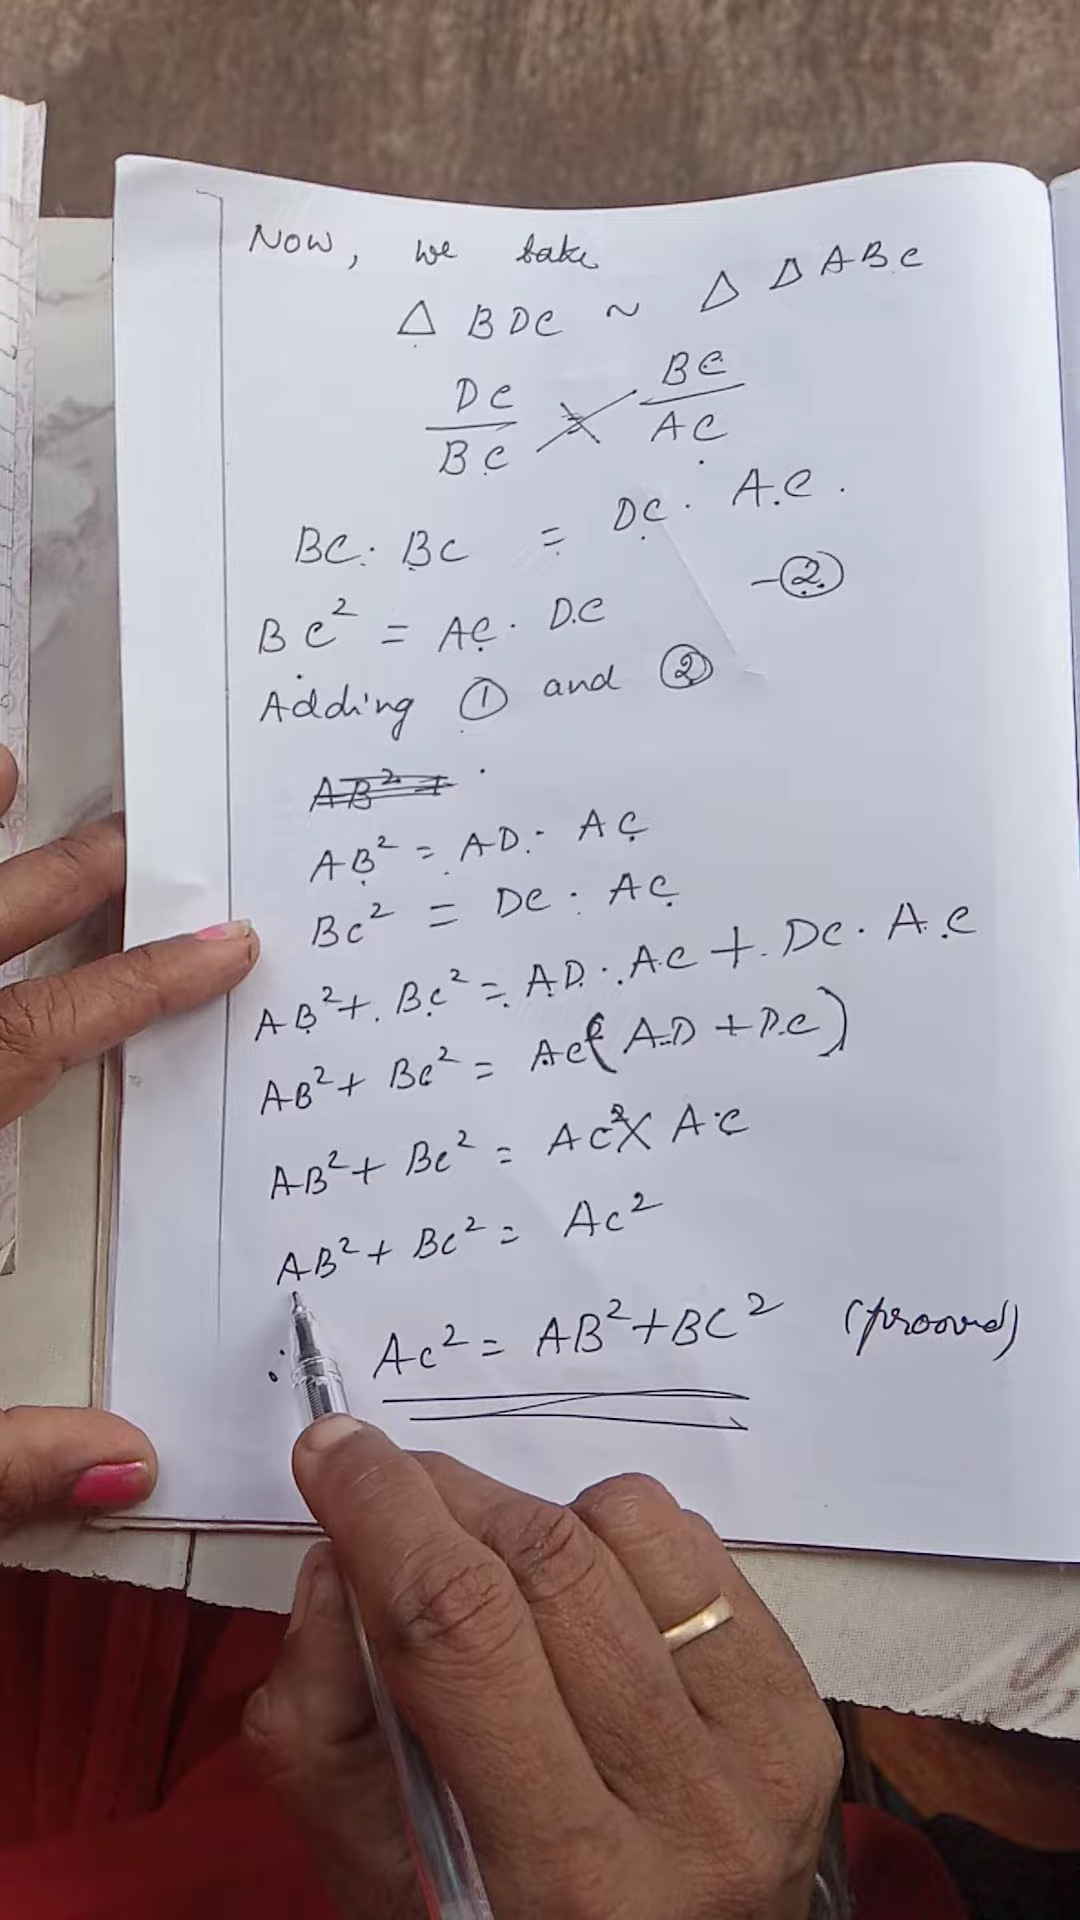 Now, we take
Δ BDC ~ Δ Δ ABC
DC/BC = BC/AC
BC · BC = DC · AC.
BC² = AC · DC -②
Adding ① and ②
AB² +
AB² = AD · AC
BC² = DC · AC
AB² + BC² = AD · AC + DC · AC
AB² + BC² = AC (AD + DC)
AB² + BC² = AC × AC
AB² + BC² = AC²
∴ AC² = AB² + BC² (prooved)